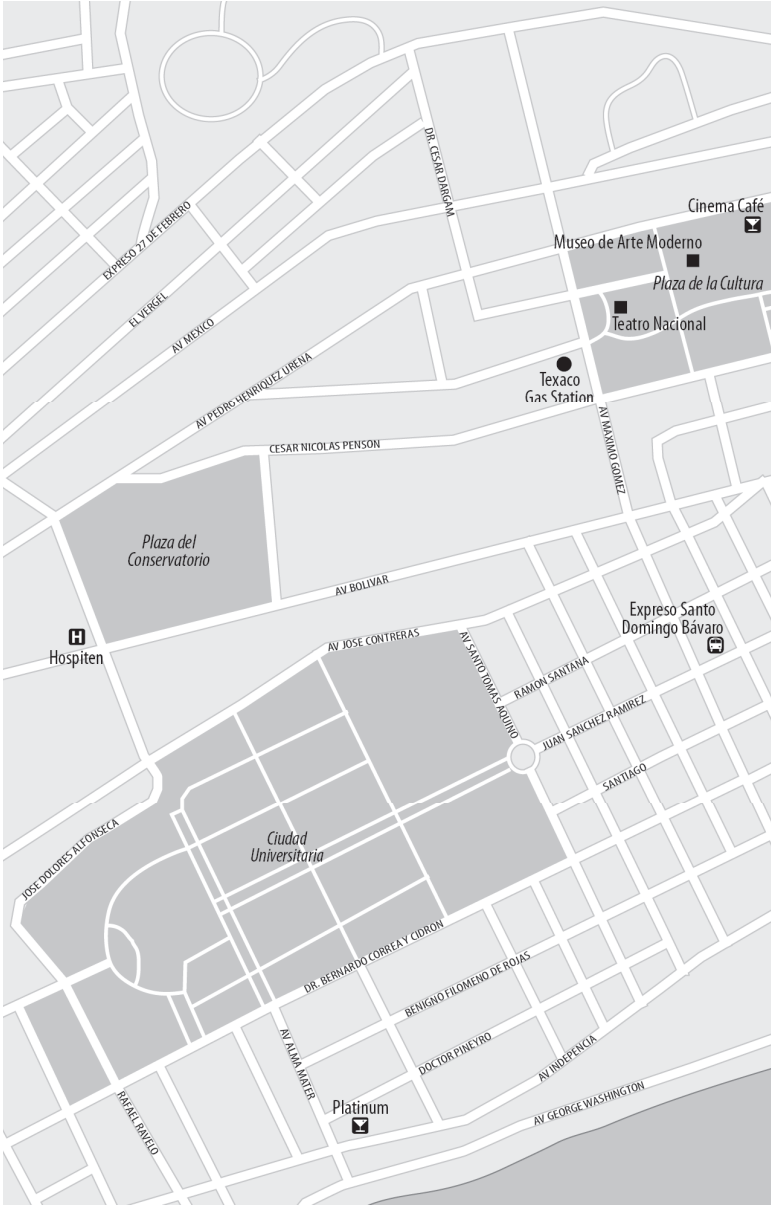 DR. CESAR DARGAM
Cinema Café
Museo de Arte Moderno
EXPRESO 27 DE FEBRERO
Plaza de la Cultura
EL VERGEL
Teatro Nacional
AV MEXICO
Texaco
Gas Station
AV PEDRO HENRIQUEZ UREÑA
AV MAXIMO GOMEZ
CESAR NICOLAS PENSON
Plaza del
Conservatorio
AV BOLIVAR
Expreso Santo
Domingo Bávaro
H
Hospiten
AV JOSE CONTRERAS
AV SANTO TOMAS AQUINO
RAMON SANTANA
JUAN SANCHEZ RAMIREZ
SANTIAGO
Ciudad
Universitaria
JOSE DOLORES ALFONSECA
DR. BERNARDO CORREA Y CIDRON
BENIGNO FILOMENO DE ROJAS
AV ALMA MATER
DOCTOR PINEYRO
AV INDEPENCIA
RAFAEL RAVELO
Platinum
AV GEORGE WASHINGTON